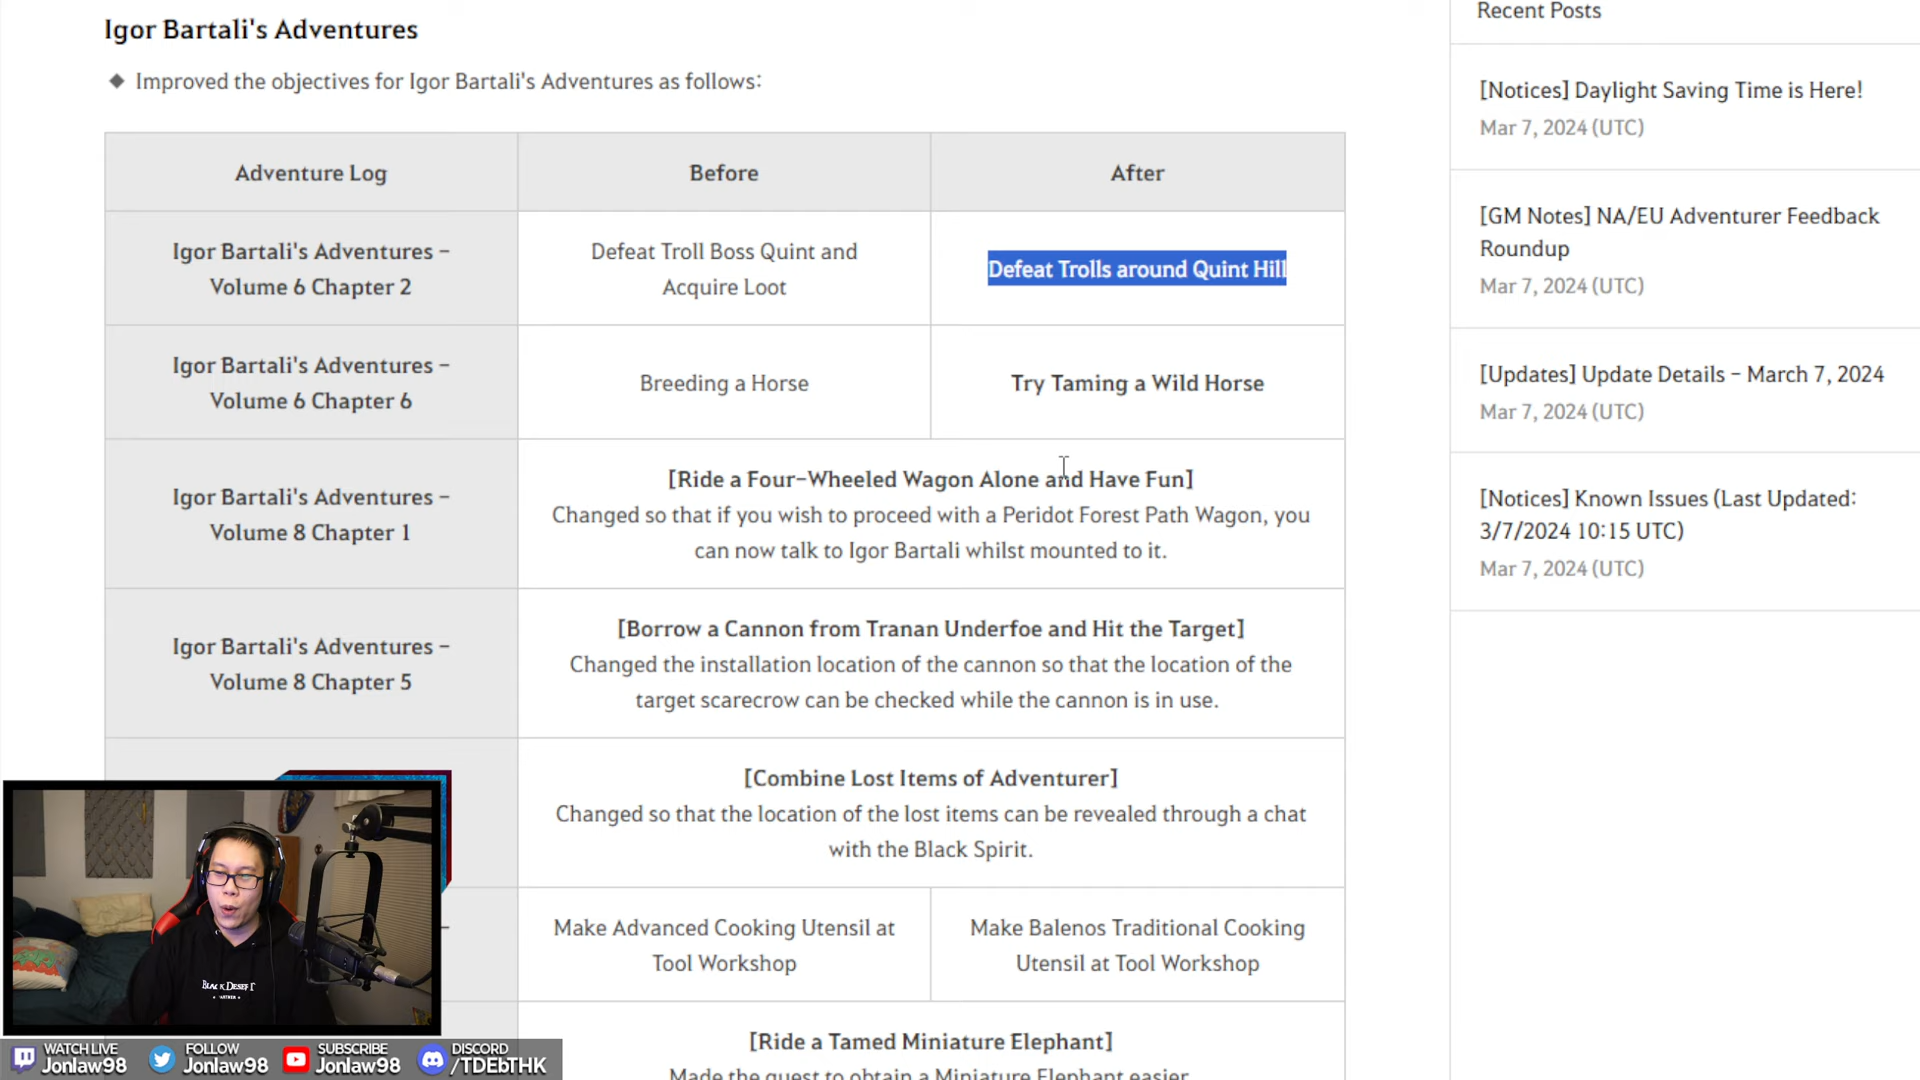 Igor Bartali's Adventures
◆ Improved the objectives for Igor Bartali's Adventures as follows:
Adventure Log
Before
After
Igor Bartali's Adventures –
Volume 6 Chapter 2
Defeat Troll Boss Quint and
Acquire Loot
Defeat Trolls around Quint Hill
Igor Bartali's Adventures –
Volume 6 Chapter 6
Breeding a Horse
Try Taming a Wild Horse
Igor Bartali's Adventures –
Volume 8 Chapter 1
[Ride a Four-Wheeled Wagon Alone and Have Fun]
Changed so that if you wish to proceed with a Peridot Forest Path Wagon, you
can now talk to Igor Bartali whilst mounted to it.
Igor Bartali's Adventures –
Volume 8 Chapter 5
[Borrow a Cannon from Tranan Underfoe and Hit the Target]
Changed the installation location of the cannon so that the location of the
target scarecrow can be checked while the cannon is in use.
[Combine Lost Items of Adventurer]
Changed so that the location of the lost items can be revealed through a chat
with the Black Spirit.
–
Make Advanced Cooking Utensil at
Tool Workshop
Make Balenos Traditional Cooking
Utensil at Tool Workshop
[Ride a Tamed Miniature Elephant]
Made the quest to obtain a Miniature Elephant easier
Recent Posts
[Notices] Daylight Saving Time is Here!
Mar 7, 2024 (UTC)
[GM Notes] NA/EU Adventurer Feedback
Roundup
Mar 7, 2024 (UTC)
[Updates] Update Details – March 7, 2024
Mar 7, 2024 (UTC)
[Notices] Known Issues (Last Updated:
3/7/2024 10:15 UTC)
Mar 7, 2024 (UTC)
BLACK DESERT
PARTNER
WATCH LIVE
Jonlaw98
FOLLOW
Jonlaw98
SUBSCRIBE
Jonlaw98
DISCORD
/TDEbTHK